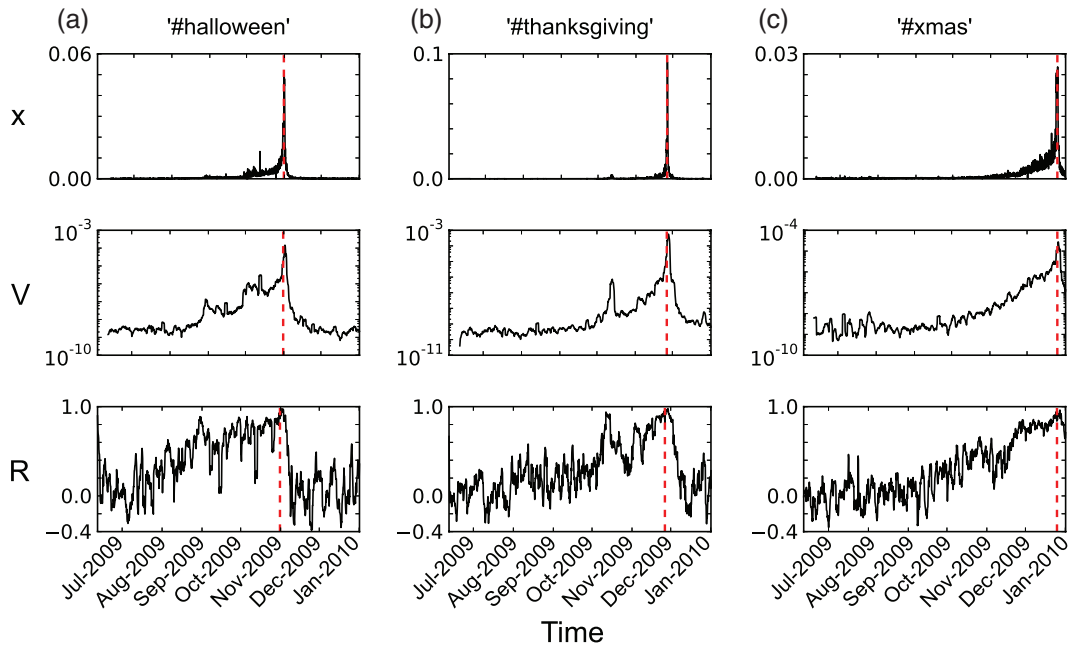 (a) '#halloween' (b) '#thanksgiving' (c) '#xmas'
x 0.06 0.1 0.03
0.00 0.0 0.00
V 10^-3 10^-3 10^-4
10^-10 10^-11 10^-10
R 1.0 1.0 1.0
0.0 0.0 0.0
−0.4 −0.4 −0.4
Jul-2009 Aug-2009 Sep-2009 Oct-2009 Nov-2009 Dec-2009 Jan-2010 Jul-2009 Aug-2009 Sep-2009 Oct-2009 Nov-2009 Dec-2009 Jan-2010 Jul-2009 Aug-2009 Sep-2009 Oct-2009 Nov-2009 Dec-2009 Jan-2010
Time